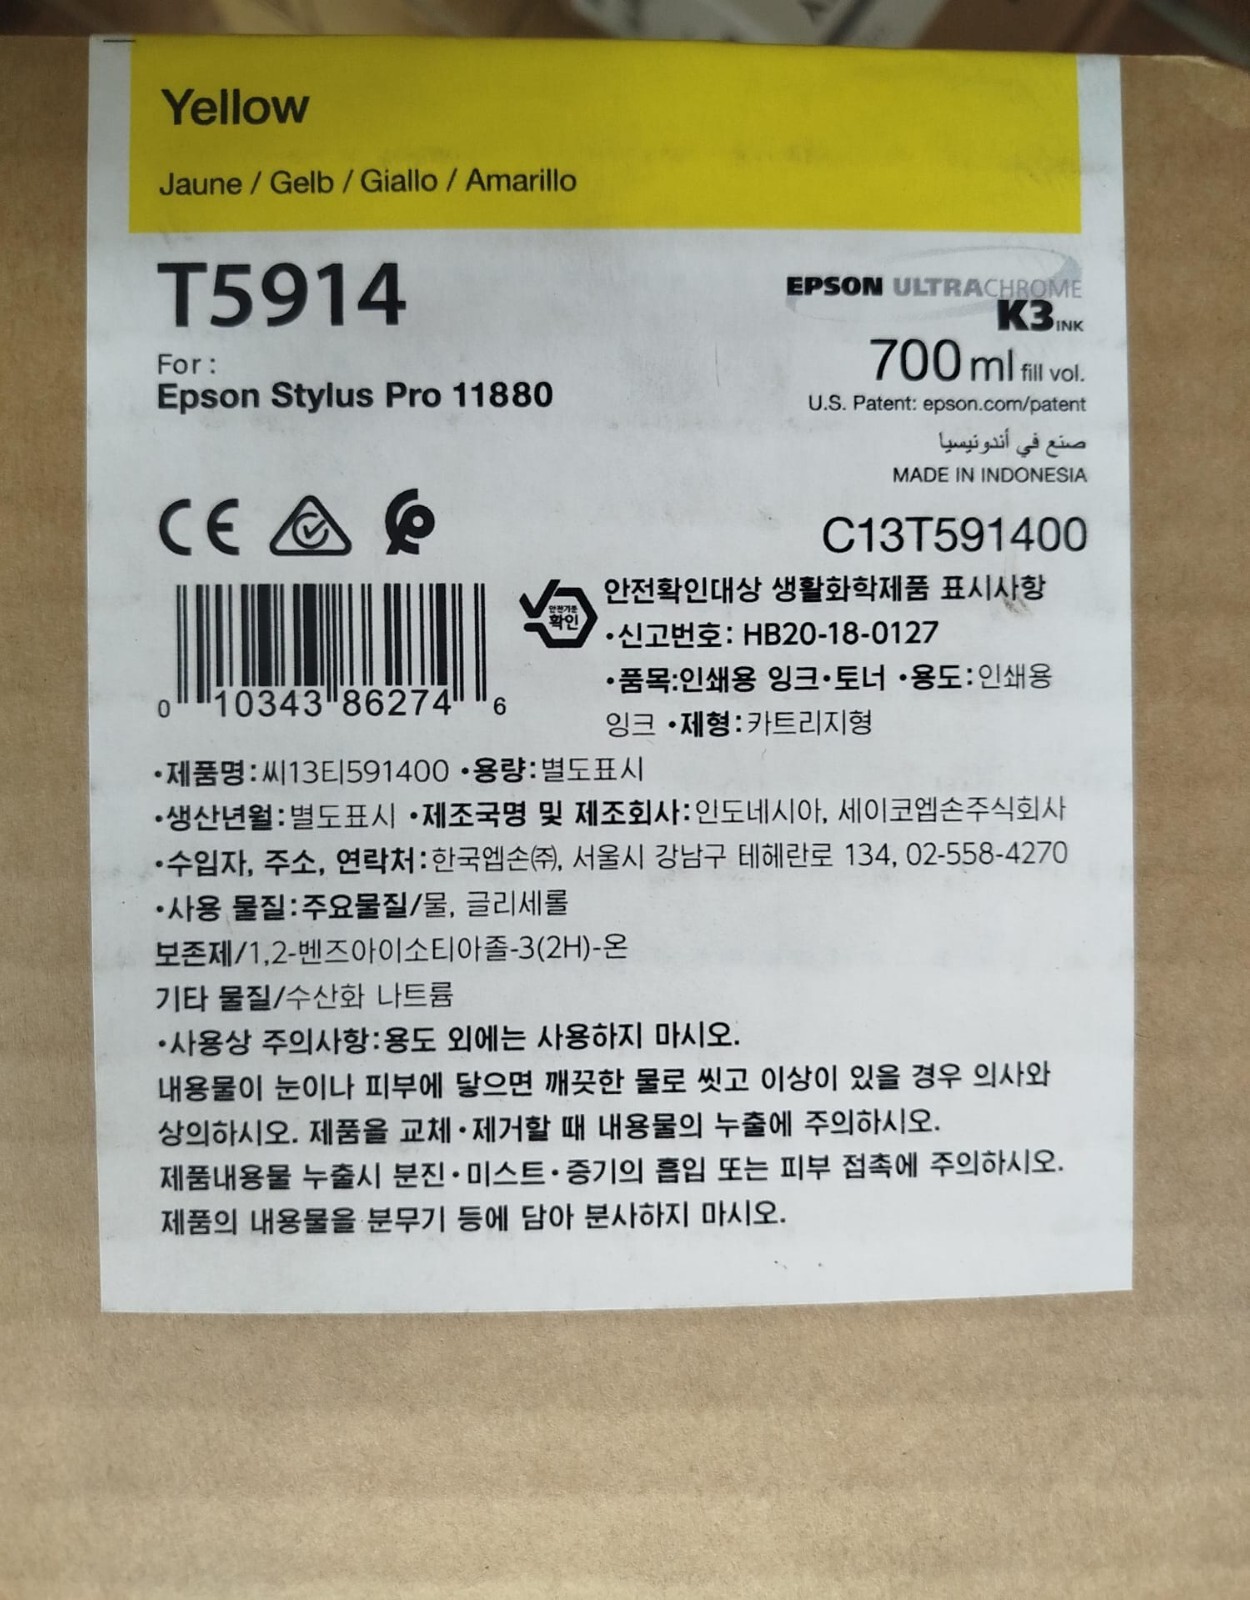 Yellow
Jaune / Gelb / Giallo / Amarillo
T5914
EPSON ULTRACHROME
K3 INK
For :
700 ml fill vol.
Epson Stylus Pro 11880
U.S. Patent: epson.com/patent
صنع في أندونيسيا
MADE IN INDONESIA
CE
C13T591400
안전기준
확인
안전확인대상 생활화학제품 표시사항
•신고번호: HB20-18-0127
•품목:인쇄용 잉크•토너 •용도:인쇄용
잉크 •제형:카트리지형
0 10343 86274 6
•제품명:씨13티591400 •용량:별도표시
•생산년월:별도표시 •제조국명 및 제조회사:인도네시아, 세이코엡손주식회사
•수입자, 주소, 연락처:한국엡손㈜, 서울시 강남구 테헤란로 134, 02-558-4270
•사용 물질:주요물질/물, 글리세롤
보존제/1,2-벤즈아이소티아졸-3(2H)-온
기타 물질/수산화 나트륨
•사용상 주의사항:용도 외에는 사용하지 마시오.
내용물이 눈이나 피부에 닿으면 깨끗한 물로 씻고 이상이 있을 경우 의사와
상의하시오. 제품을 교체•제거할 때 내용물의 누출에 주의하시오.
제품내용물 누출시 분진•미스트•증기의 흡입 또는 피부 접촉에 주의하시오.
제품의 내용물을 분무기 등에 담아 분사하지 마시오.